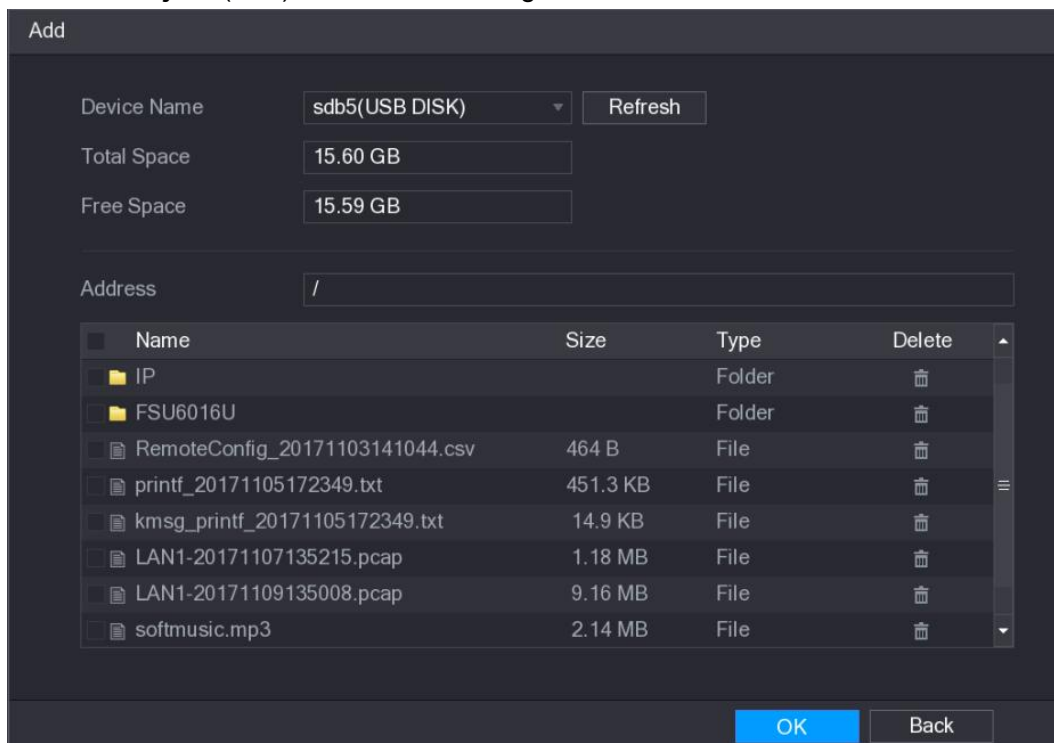 Add
Device Name sdb5(USB DISK) Refresh
Total Space 15.60 GB
Free Space 15.59 GB
Address /
Name Size Type Delete
IP Folder
FSU6016U Folder
RemoteConfig_20171103141044.csv 464 B File
printf_20171105172349.txt 451.3 KB File
kmsg_printf_20171105172349.txt 14.9 KB File
LAN1-20171107135215.pcap 1.18 MB File
LAN1-20171109135008.pcap 9.16 MB File
softmusic.mp3 2.14 MB File
OK Back